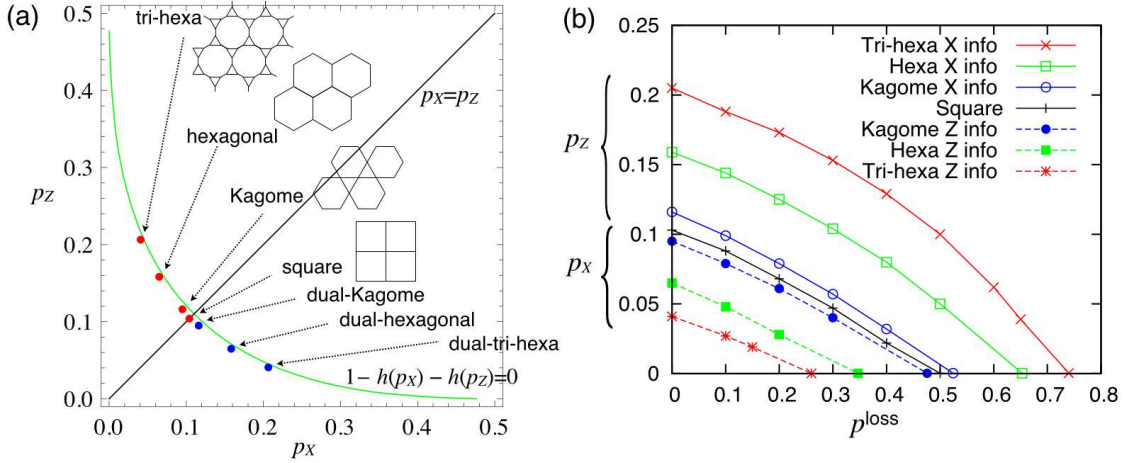 (a)
0.5
0.4
0.3
0.2
0.1
0.0
pZ
tri-hexa
hexagonal
Kagome
square
dual-Kagome
dual-hexagonal
dual-tri-hexa
pX=pZ
1− h(pX) − h(pZ)=0
0.0 0.1 0.2 0.3 0.4 0.5
pX
(b)
0.25
0.2
0.15
0.1
0.05
0
pZ
pX
Tri-hexa X info
Hexa X info
Kagome X info
Square
Kagome Z info
Hexa Z info
Tri-hexa Z info
0 0.1 0.2 0.3 0.4 0.5 0.6 0.7 0.8
p^loss